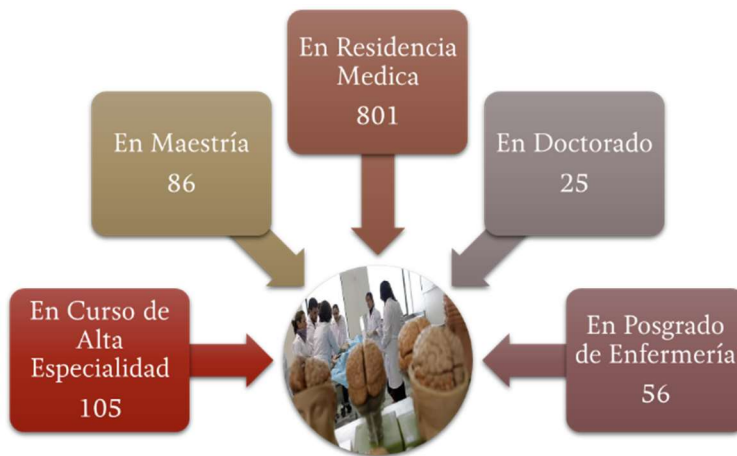 En Curso de
Alta
Especialidad
105
En Maestría
86
En Residencia
Medica
801
En Doctorado
25
En Posgrado
de Enfermería
56